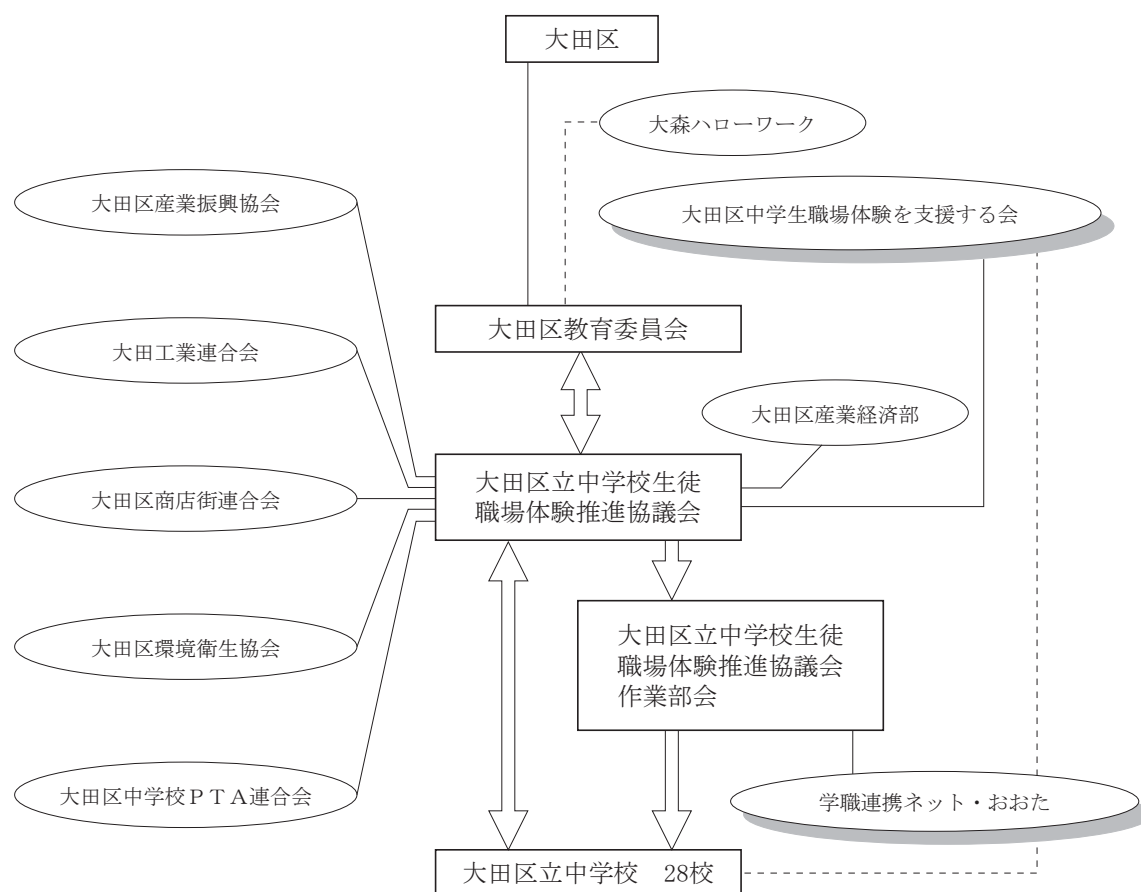 大田区
大森ハローワーク
大田区産業振興協会
大田区中学生職場体験を支援する会
大田区教育委員会
大田工業連合会
大田区産業経済部
大田区立中学校生徒
職場体験推進協議会
大田区商店街連合会
大田区立中学校生徒
職場体験推進協議会
作業部会
大田区環境衛生協会
大田区中学校ＰＴＡ連合会
学職連携ネット・おおた
大田区立中学校　28校